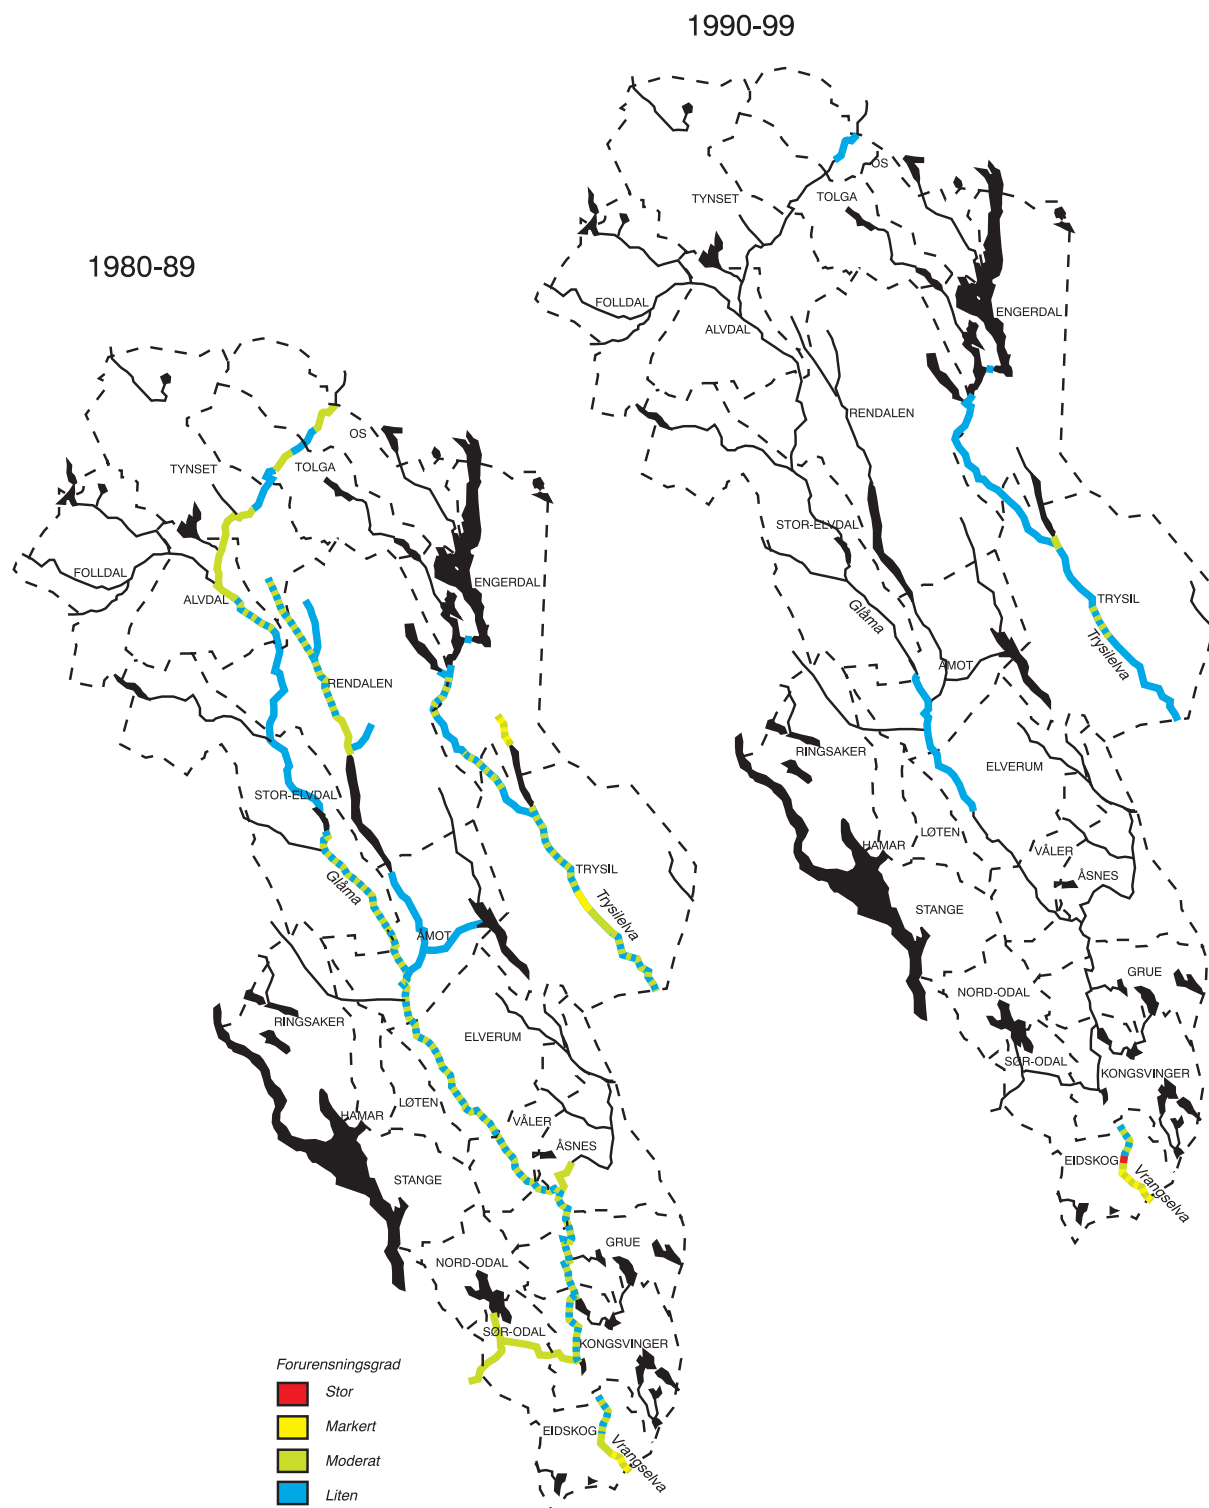 1990-99
OS
TYNSET
TOLGA
FOLLDAL
ENGERDAL
ALVDAL
RENDALEN
STOR-ELVDAL
Glåma
TRYSIL
Trysilelva
ÅMOT
RINGSAKER
ELVERUM
LØTEN
HAMAR
VÅLER
ÅSNES
STANGE
GRUE
NORD-ODAL
SØR-ODAL
KONGSVINGER
EIDSKOG
Vrangselva
1980-89
OS
TYNSET
TOLGA
FOLLDAL
ENGERDAL
ALVDAL
RENDALEN
STOR-ELVDAL
Glåma
TRYSIL
Trysilelva
ÅMOT
RINGSAKER
ELVERUM
LØTEN
HAMAR
VÅLER
ÅSNES
STANGE
GRUE
NORD-ODAL
SØR-ODAL
KONGSVINGER
EIDSKOG
Vrangselva
Forurensningsgrad
Stor
Markert
Moderat
Liten